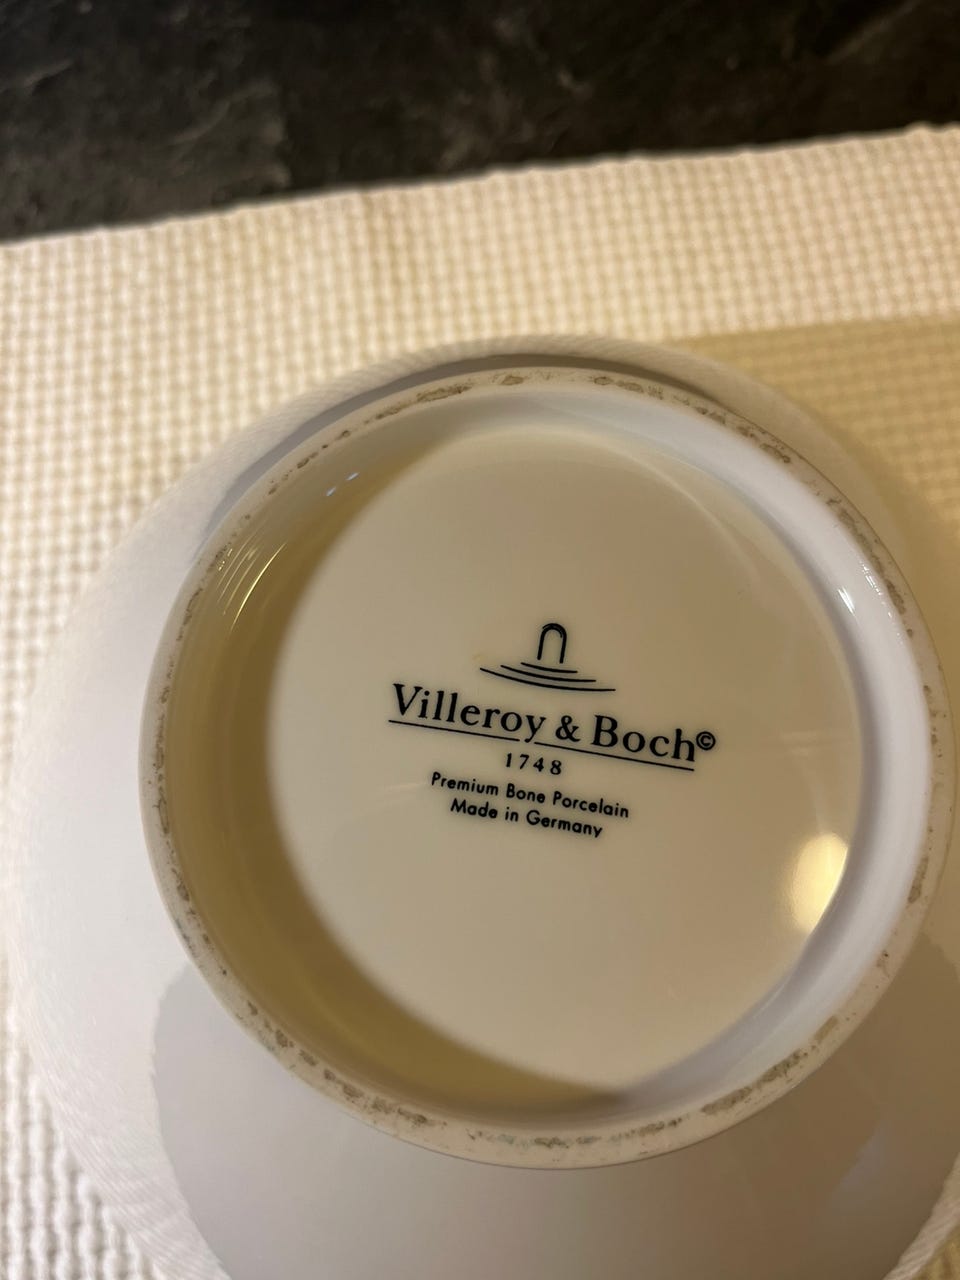 Villeroy & Boch©
1748
Premium Bone Porcelain
Made in Germany